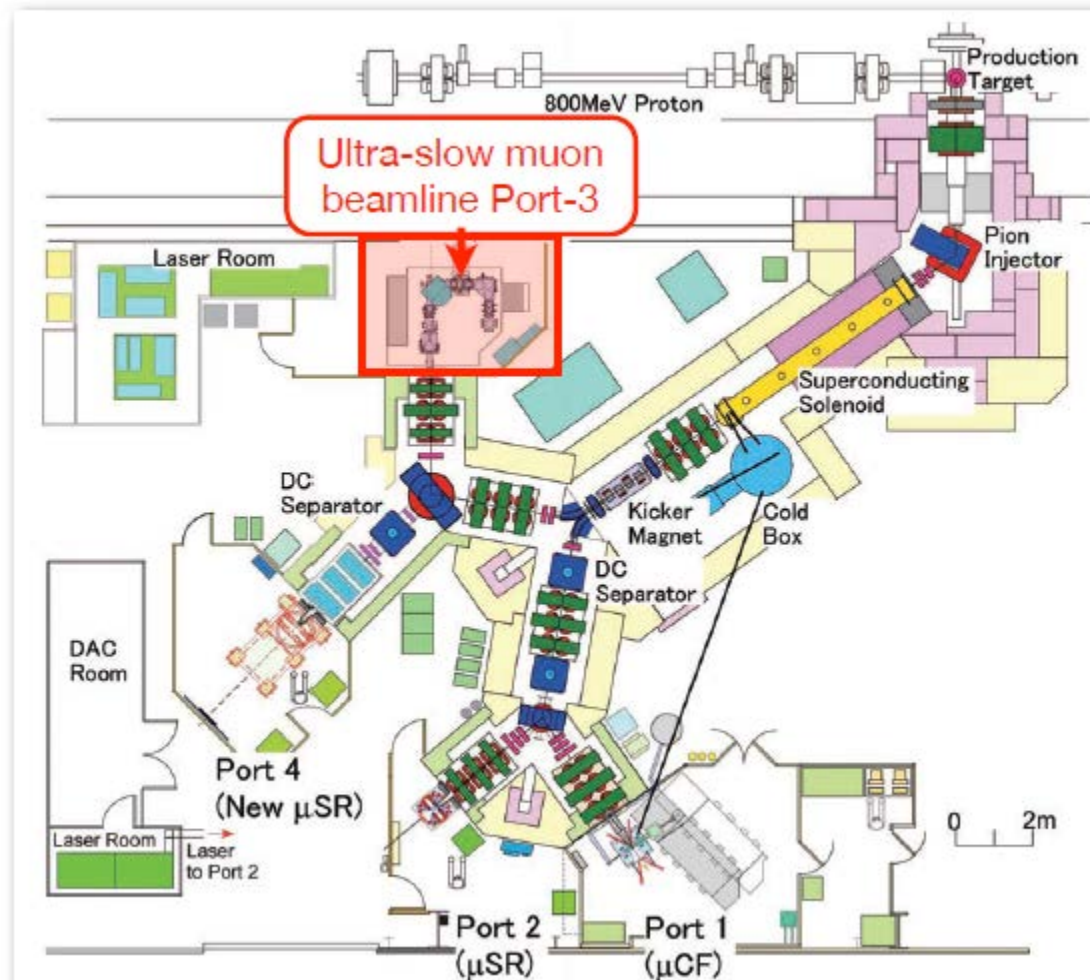 Production
Target
800MeV Proton
Ultra-slow muon
beamline Port-3
Laser Room
Pion
Injector
Superconducting
Solenoid
DC
Separator
Kicker
Magnet
Cold
Box
DC
Separator
DAC
Room
Port 4
(New μSR)
0 2m
Laser Room
Laser
to Port 2
Port 2
(μSR)
Port 1
(μCF)